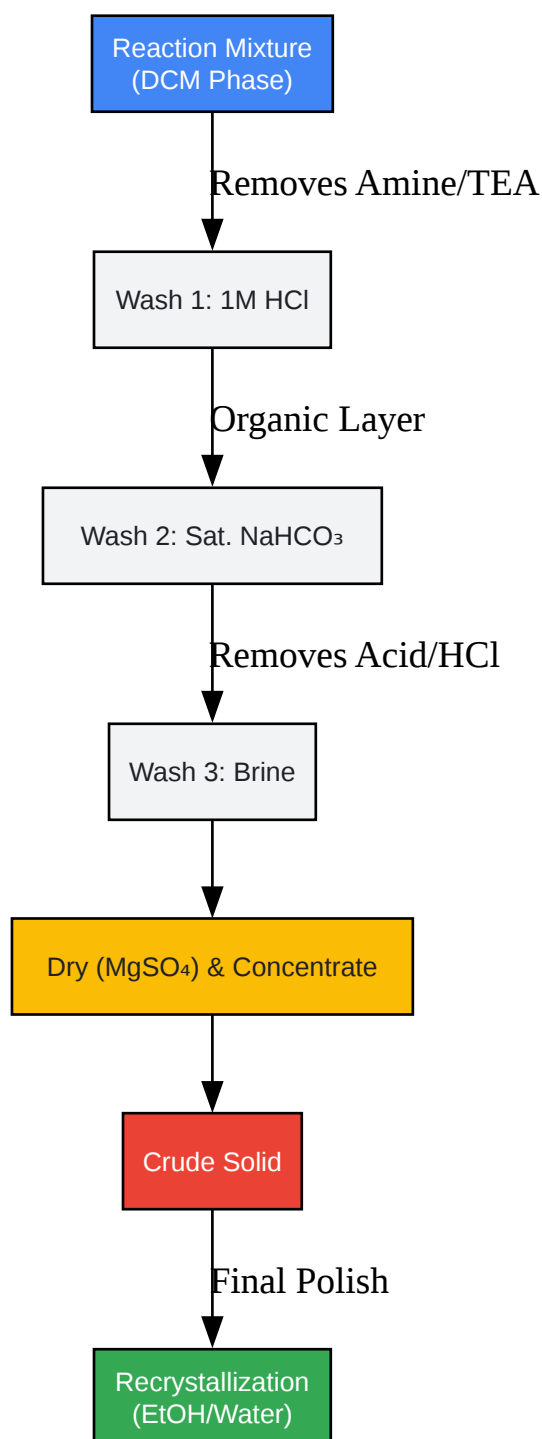 Reaction Mixture
(DCM Phase)
Removes Amine/TEA
Wash 1: 1M HCl
Organic Layer
Wash 2: Sat. NaHCO₃
Removes Acid/HCl
Wash 3: Brine
Dry (MgSO₄) & Concentrate
Crude Solid
Final Polish
Recrystallization
(EtOH/Water)